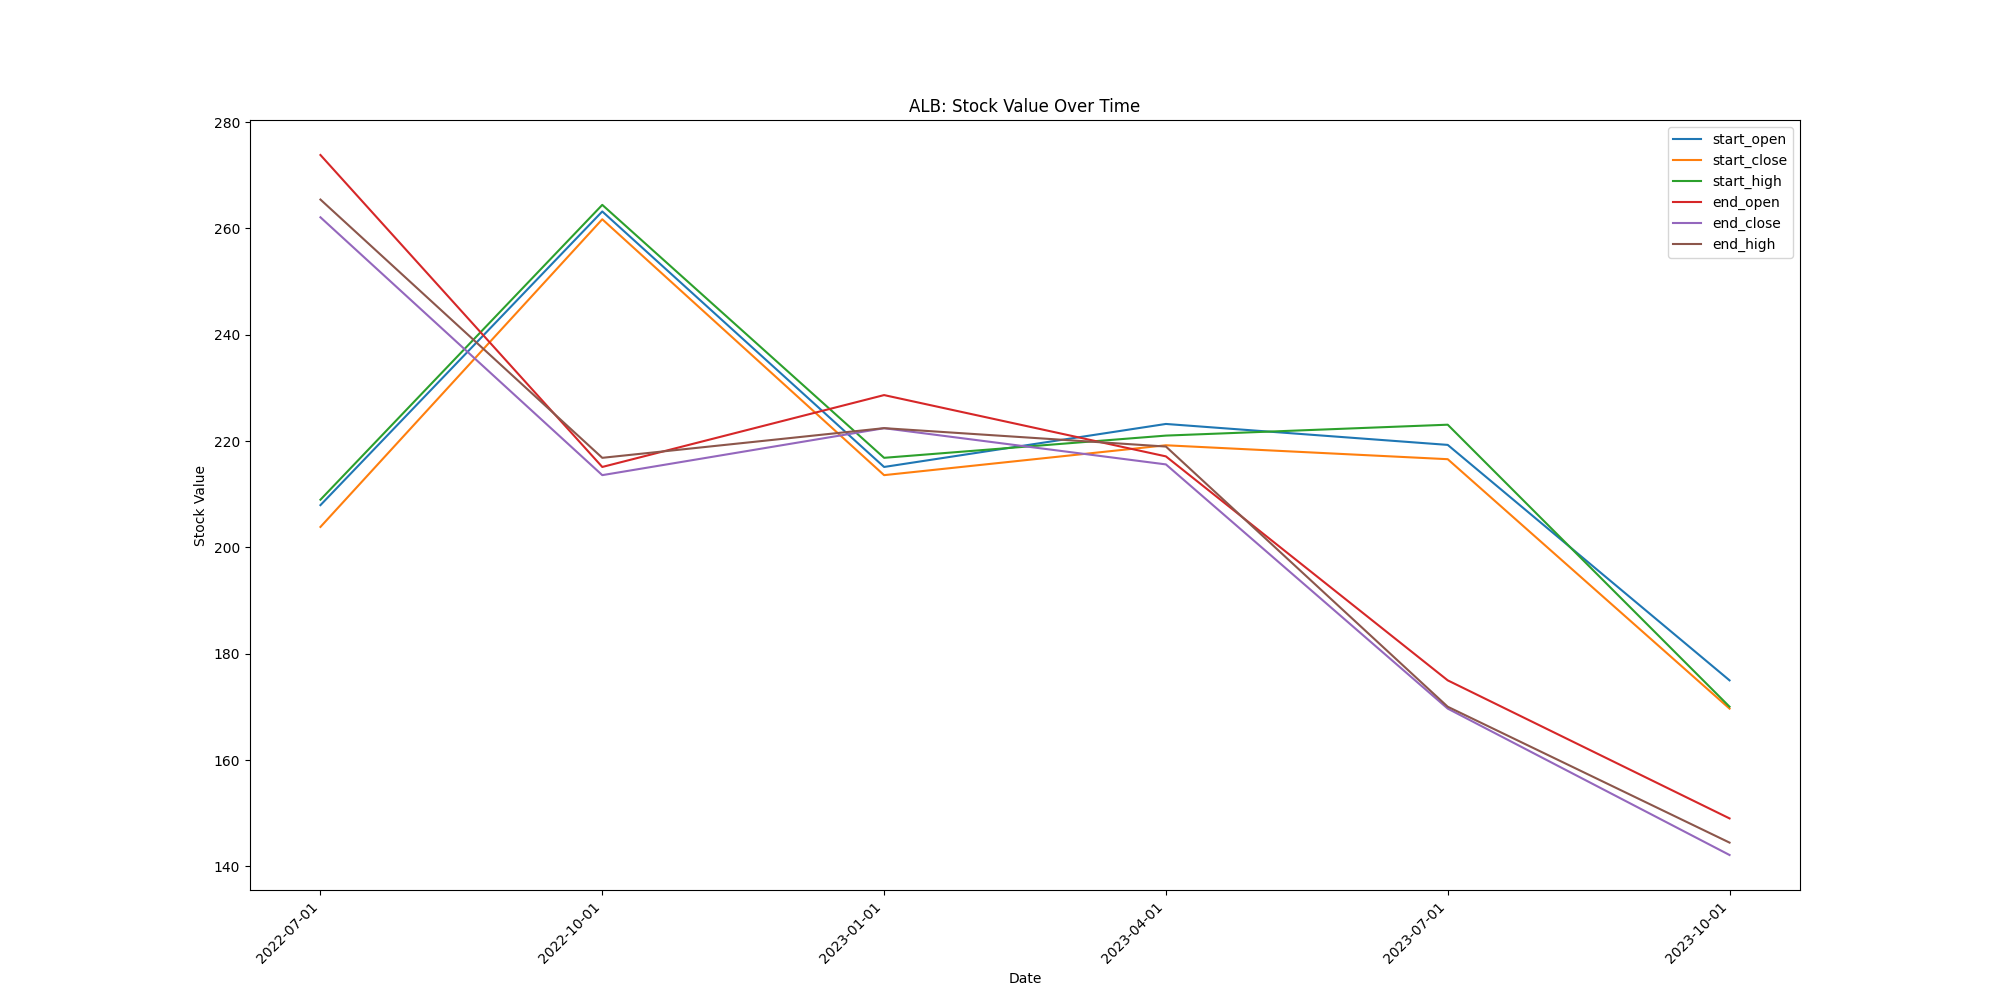 ALB: Stock Value Over Time
280
260
240
220
200
180
160
140
Stock Value
start_open
start_close
start_high
end_open
end_close
end_high
2022-07-01
2022-10-01
2023-01-01
2023-04-01
2023-07-01
2023-10-01
Date